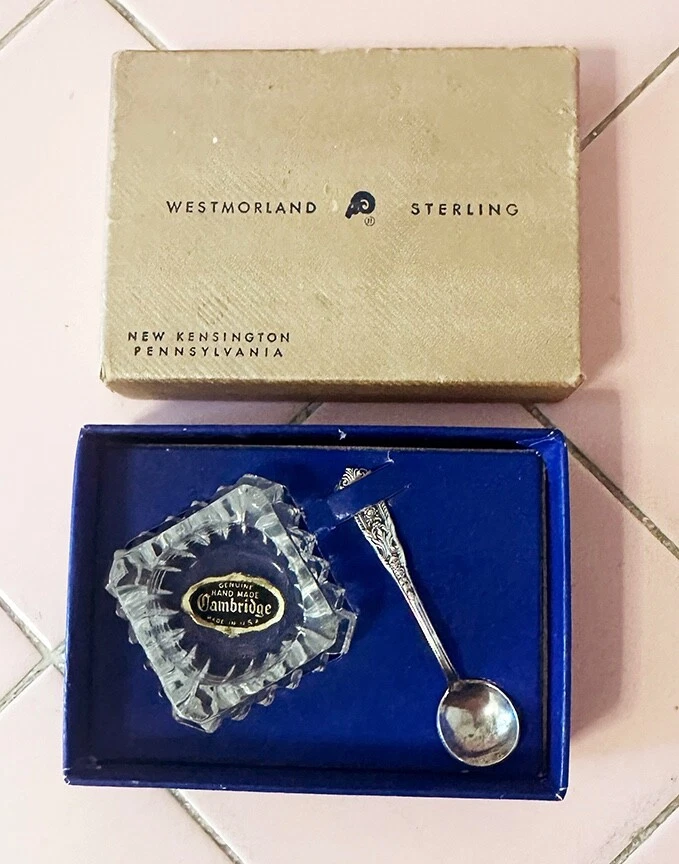 WESTMORLAND STERLING
®
NEW KENSINGTON
PENNSYLVANIA
GENUINE
HAND MADE
Cambridge
MADE IN U.S.A.